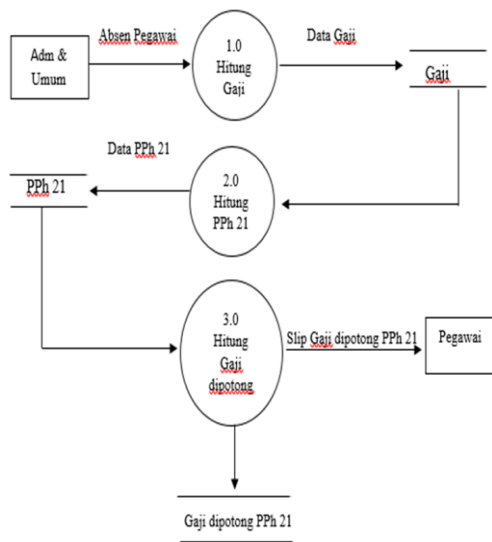 Adm &
Umum
Absen Pegawai
1.0
Hitung
Gaji
Data Gaji
Gaji
Data PPh 21
PPh 21
2.0
Hitung
PPh 21
3.0
Hitung
Gaji
dipotong
Slip Gaji dipotong PPh 21
Pegawai
Gaji dipotong PPh 21